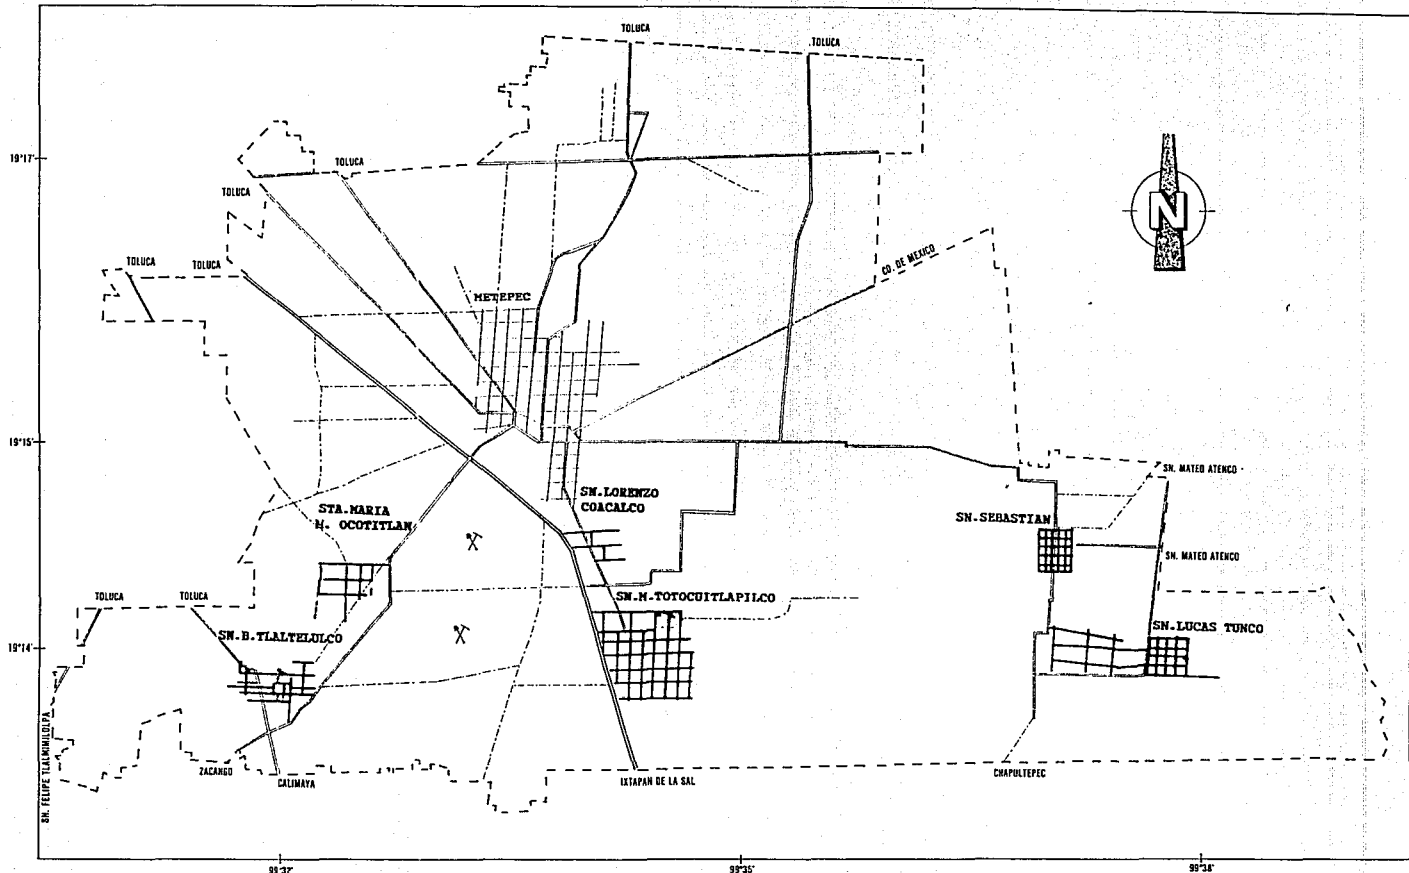 TOLUCA
TOLUCA
19°17'
TOLUCA
TOLUCA
N
CD. DE MEXICO
TOLUCA
TOLUCA
METEPEC
19°15'
SN. MATEO ATENCO
SN.LORENZO
COACALCO
STA.MARIA
M. OCOTITLAN
SN.SEBASTIAN
SN. MATEO ATENCO
TOLUCA
TOLUCA
SN.M.TOTOCUITLAPILCO
SN.B.TLALTELULCO
SN.LUCAS TUNCO
19°14'
SN. FELIPE TLALMIMILOLPA
ZACANGO
CALIMAYA
IXTAPAN DE LA SAL
CHAPULTEPEC
99°37'
99°35'
99°38'